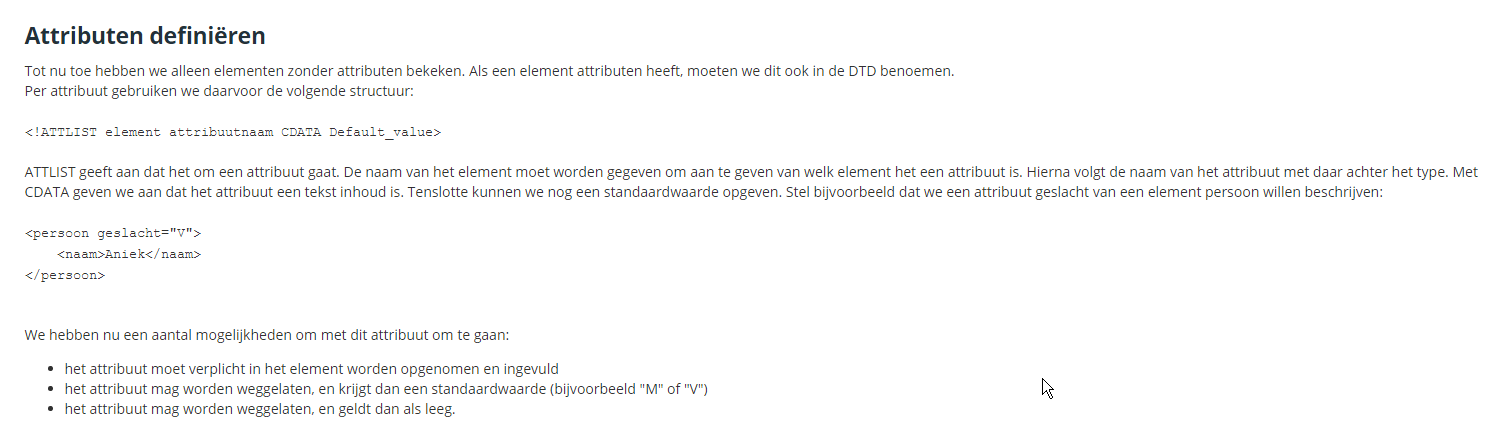 Attributen definiëren
Tot nu toe hebben we alleen elementen zonder attributen bekeken. Als een element attributen heeft, moeten we dit ook in de DTD benoemen.
Per attribuut gebruiken we daarvoor de volgende structuur:
<!ATTLIST element attribuutnaam CDATA Default_value>
ATTLIST geeft aan dat het om een attribuut gaat. De naam van het element moet worden gegeven om aan te geven van welk element het een attribuut is. Hierna volgt de naam van het attribuut met daar achter het type. Met
CDATA geven we aan dat het attribuut een tekst inhoud is. Tenslotte kunnen we nog een standaardwaarde opgeven. Stel bijvoorbeeld dat we een attribuut geslacht van een element persoon willen beschrijven:
<persoon geslacht="V">
    <naam>Aniek</naam>
</persoon>
We hebben nu een aantal mogelijkheden om met dit attribuut om te gaan:
• het attribuut moet verplicht in het element worden opgenomen en ingevuld
• het attribuut mag worden weggelaten, en krijgt dan een standaardwaarde (bijvoorbeeld "M" of "V")
• het attribuut mag worden weggelaten, en geldt dan als leeg.